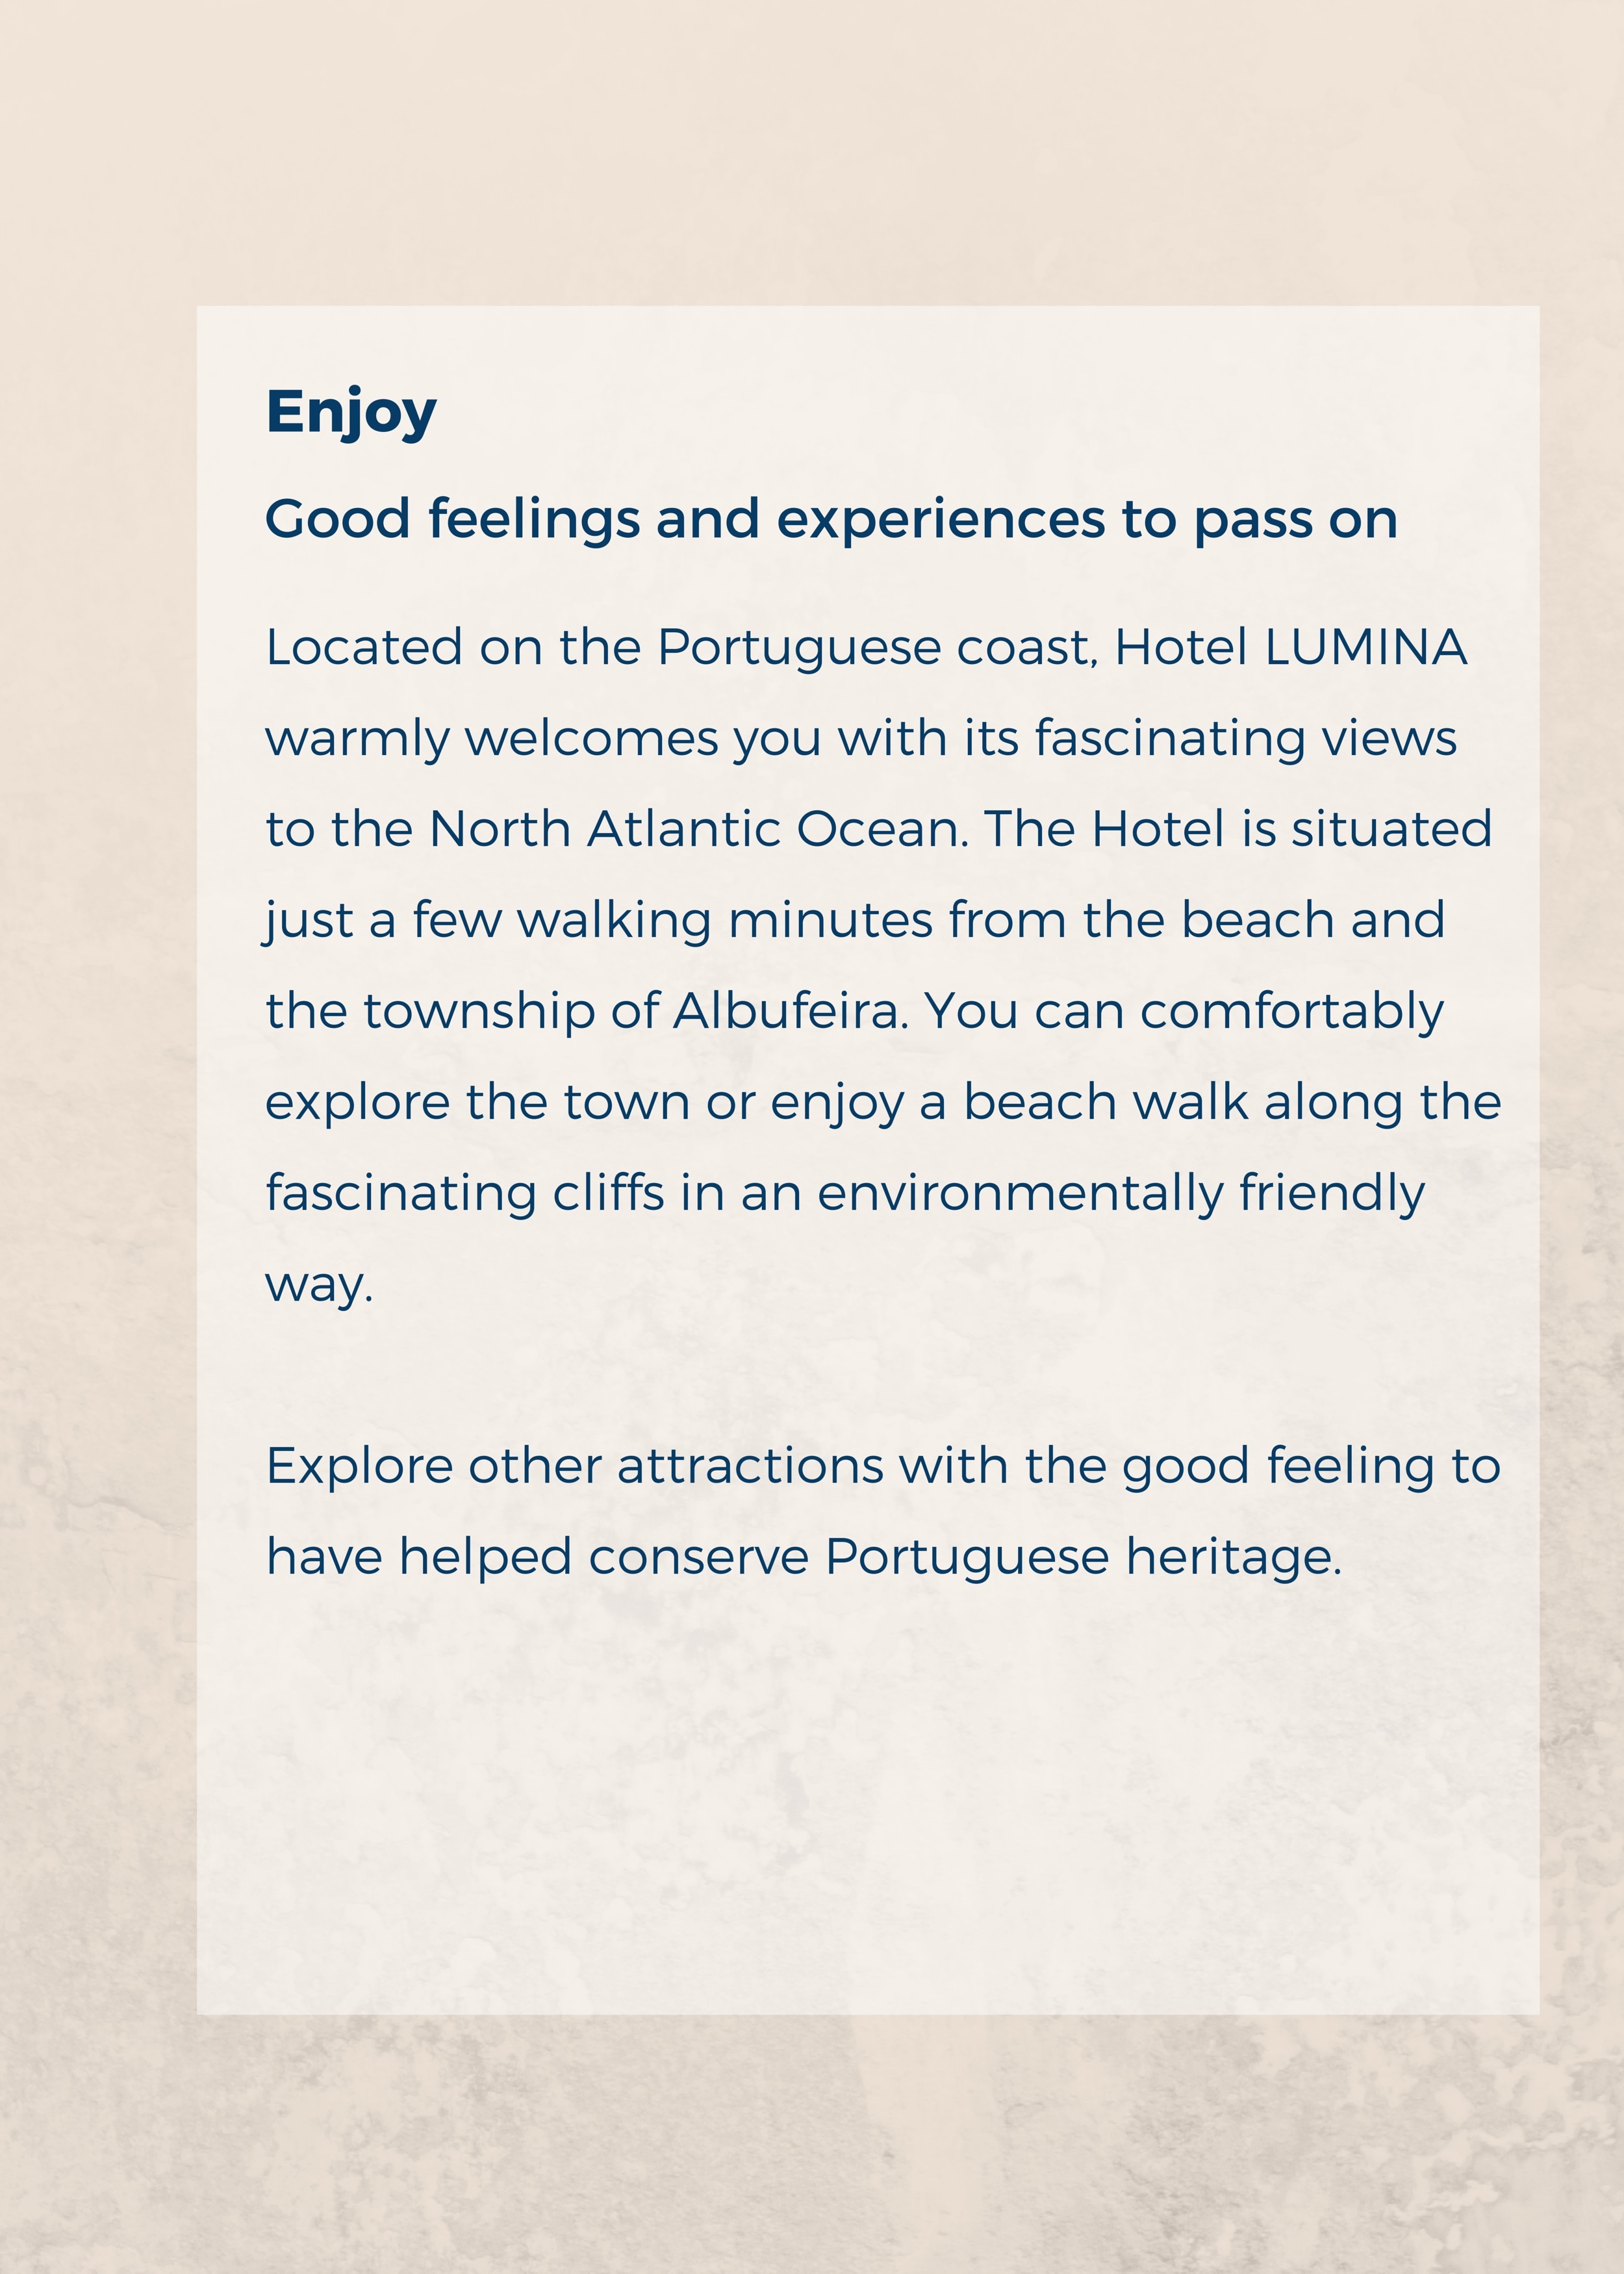 Enjoy
Good feelings and experiences to pass on
Located on the Portuguese coast, Hotel LUMINA
warmly welcomes you with its fascinating views
to the North Atlantic Ocean. The Hotel is situated
just a few walking minutes from the beach and
the township of Albufeira. You can comfortably
explore the town or enjoy a beach walk along the
fascinating cliffs in an environmentally friendly
way.
Explore other attractions with the good feeling to
have helped conserve Portuguese heritage.